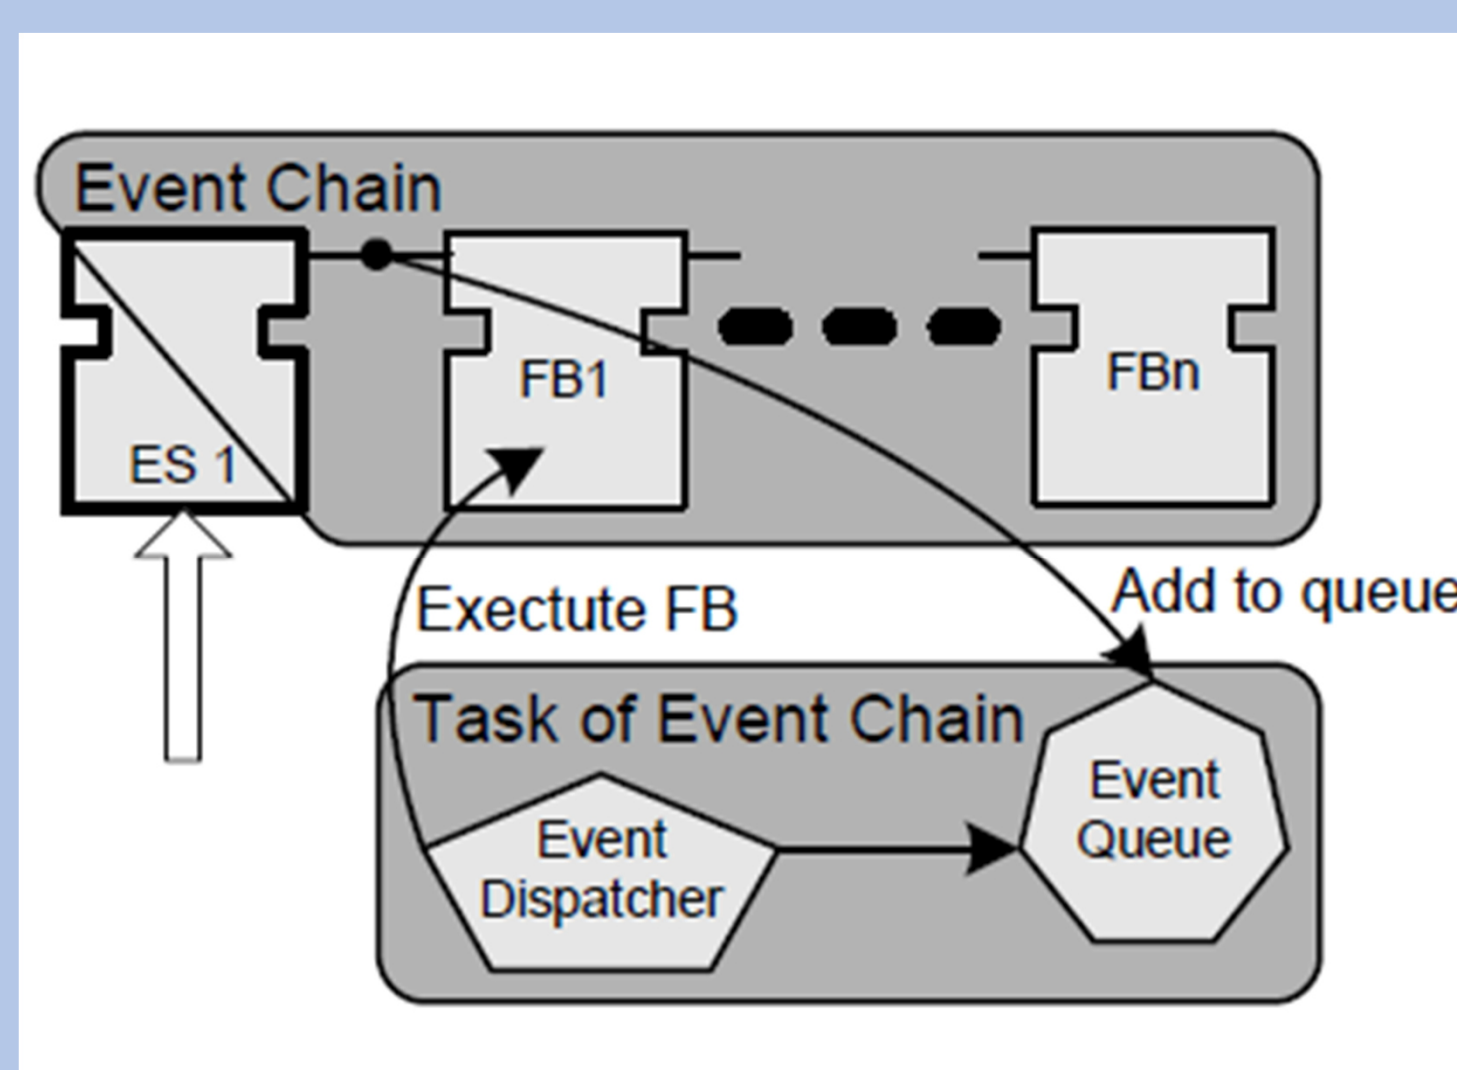 Event Chain
FB1
FBn
ES 1
Exectute FB
Add to queue
Task of Event Chain
Event
Dispatcher
Event
Queue